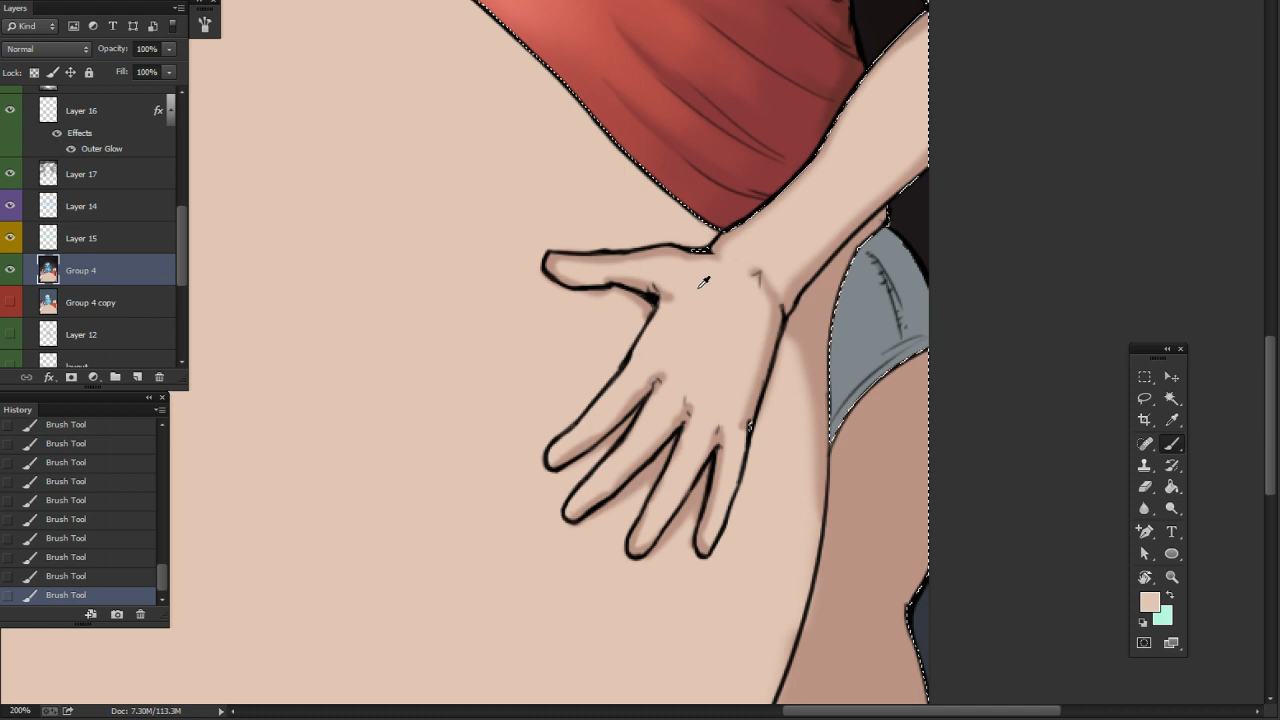 Layers
Kind
T
Normal
Opacity:
100%
Lock:
Fill:
100%
Layer 16
fx
Effects
Outer Glow
Layer 17
Layer 14
Layer 15
Group 4
Group 4 copy
Layer 12
fx
History
Brush Tool
Brush Tool
Brush Tool
Brush Tool
Brush Tool
Brush Tool
Brush Tool
Brush Tool
Brush Tool
Brush Tool
T
200%
Doc: 7.30M/113.3M